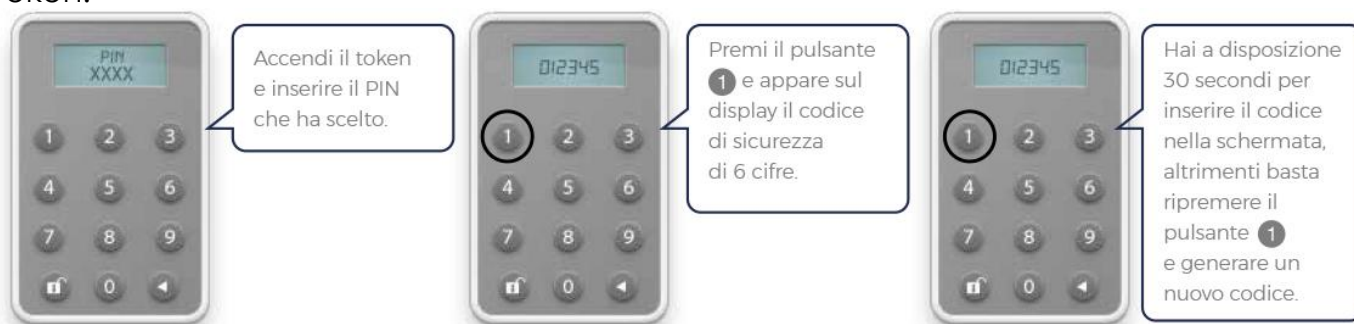 PIN
XXXX
1 2 3
4 5 6
7 8 9
0
Accendi il token
e inserire il PIN
che ha scelto.
012345
1 2 3
4 5 6
7 8 9
0
Premi il pulsante
1 e appare sul
display il codice
di sicurezza
di 6 cifre.
012345
1 2 3
4 5 6
7 8 9
0
Hai a disposizione
30 secondi per
inserire il codice
nella schermata,
altrimenti basta
ripremere il
pulsante 1
e generare un
nuovo codice.